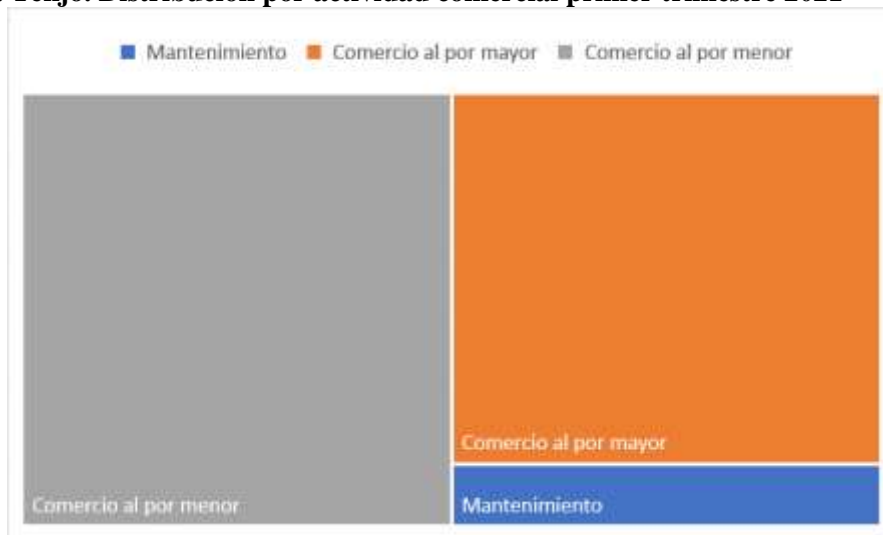 Tenjo. Distribución por actividad comercial primer trimestre 2021
Mantenimiento Comercio al por mayor Comercio al por menor
Comercio al por mayor
Comercio al por menor Mantenimiento